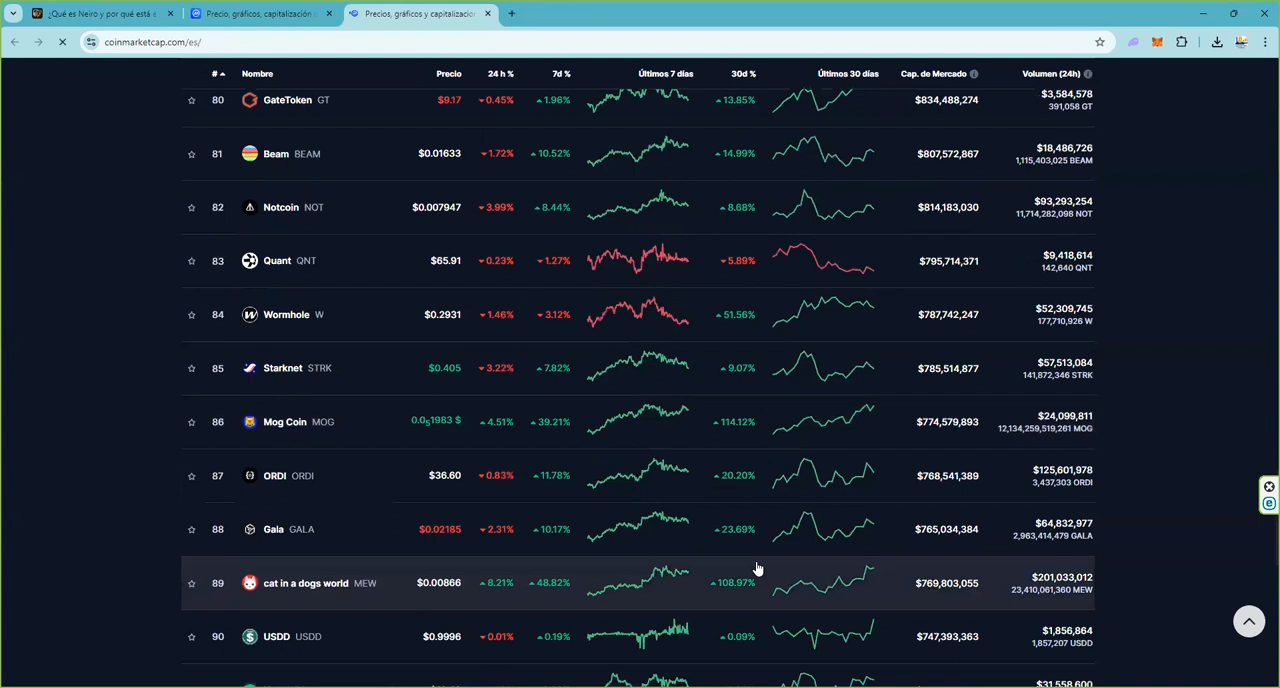 ¿Qué es Neiro y por qué está e
Precio, gráficos, capitalización
Precios, gráficos y capitalizacion
coinmarketcap.com/es/
# Nombre Precio 24 h % 7d % Últimos 7 días 30d % Últimos 30 días Cap. de Mercado Volumen (24h)
80 GateToken GT $9.17 0.45% 1.96% 13.85% $834,488,274 $3,584,578
391,058 GT
81 Beam BEAM $0.01633 1.72% 10.52% 14.99% $807,572,867 $18,486,726
1,115,403,025 BEAM
82 Notcoin NOT $0.007947 3.99% 8.44% 8.68% $814,183,030 $93,293,254
11,714,282,098 NOT
83 Quant QNT $65.91 0.23% 1.27% 5.89% $795,714,371 $9,418,614
142,640 QNT
84 Wormhole W $0.2931 1.46% 3.12% 51.56% $787,742,247 $52,309,745
177,710,926 W
85 Starknet STRK $0.405 3.22% 7.82% 9.07% $785,514,877 $57,513,084
141,872,346 STRK
86 Mog Coin MOG 0.0₅1983 $ 4.51% 39.21% 114.12% $774,579,893 $24,099,811
12,134,259,519,261 MOG
87 ORDI ORDI $36.60 0.83% 11.78% 20.20% $768,541,389 $125,601,978
3,437,303 ORDI
88 Gala GALA $0.02185 2.31% 10.17% 23.69% $765,034,384 $64,832,977
2,963,414,479 GALA
89 cat in a dogs world MEW $0.00866 8.21% 48.82% 108.97% $769,803,055 $201,033,012
23,410,061,360 MEW
90 USDD USDD $0.9996 0.01% 0.19% 0.09% $747,393,363 $1,856,864
1,857,207 USDD
$31,558,600